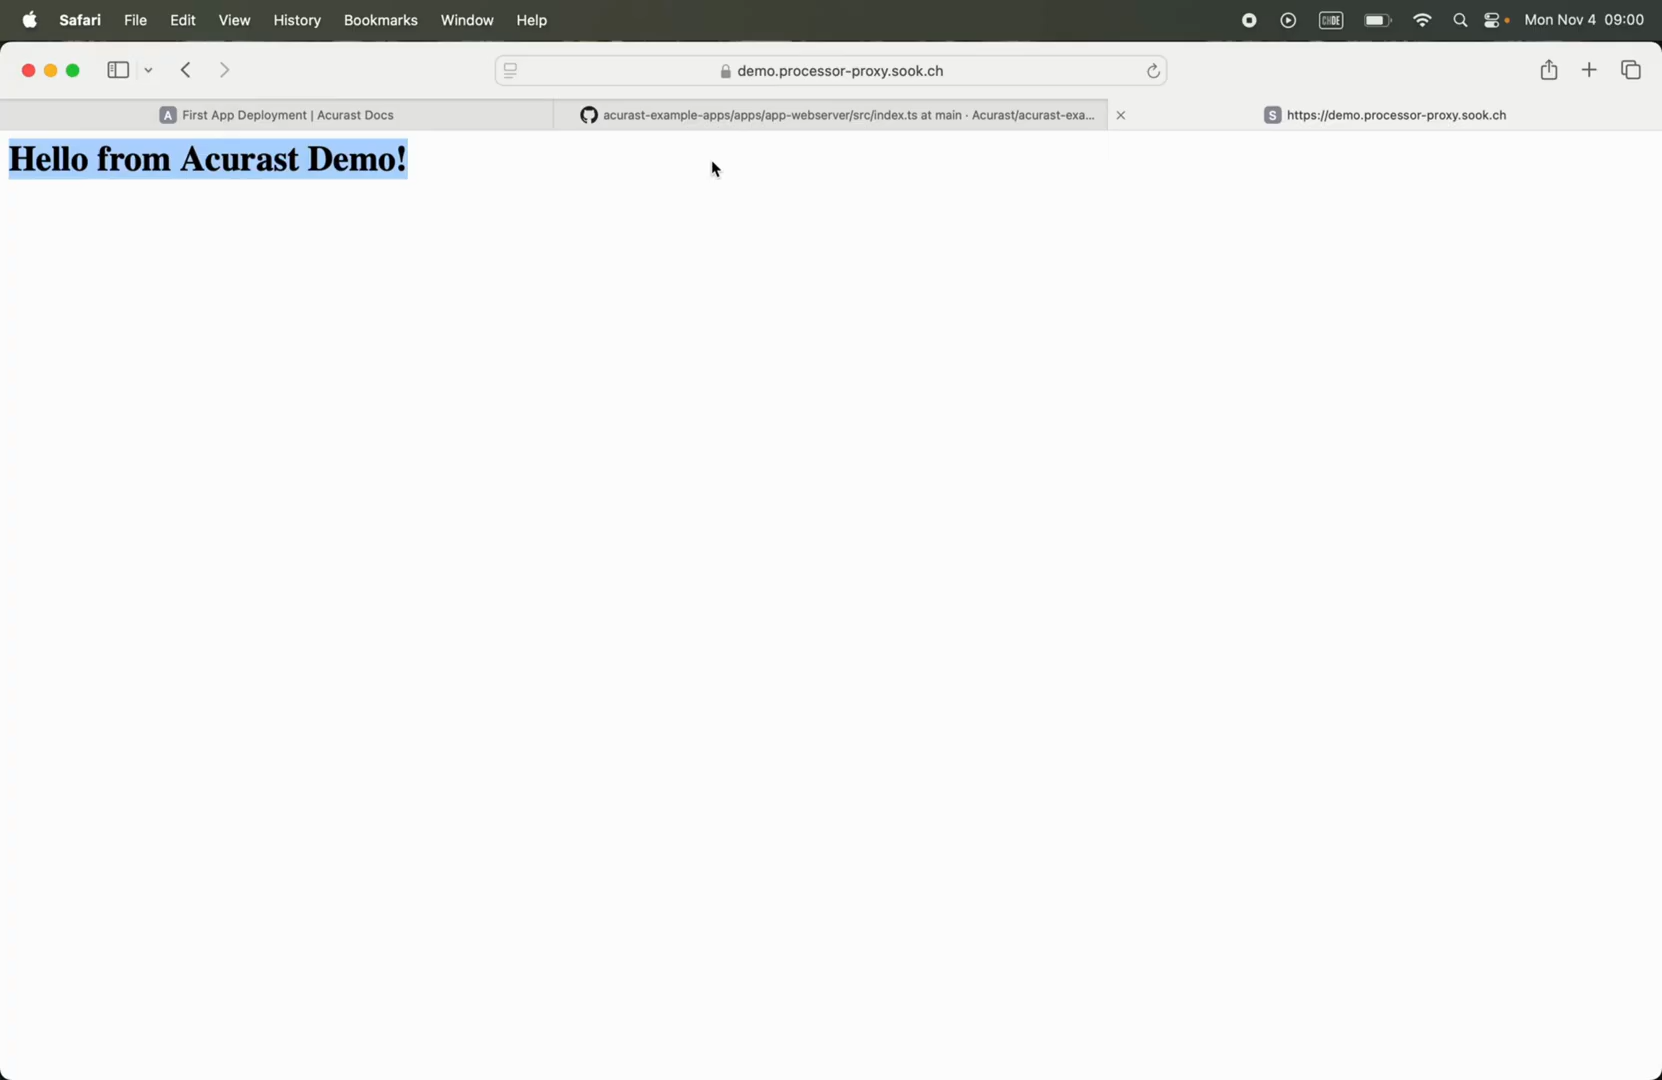 Safari File Edit View History Bookmarks Window Help Mon Nov 4 09:00
demo.processor-proxy.sook.ch
A First App Deployment | Acurast Docs acurast-example-apps/apps/app-webserver/src/index.ts at main · Acurast/acurast-exa... S https://demo.processor-proxy.sook.ch
Hello from Acurast Demo!